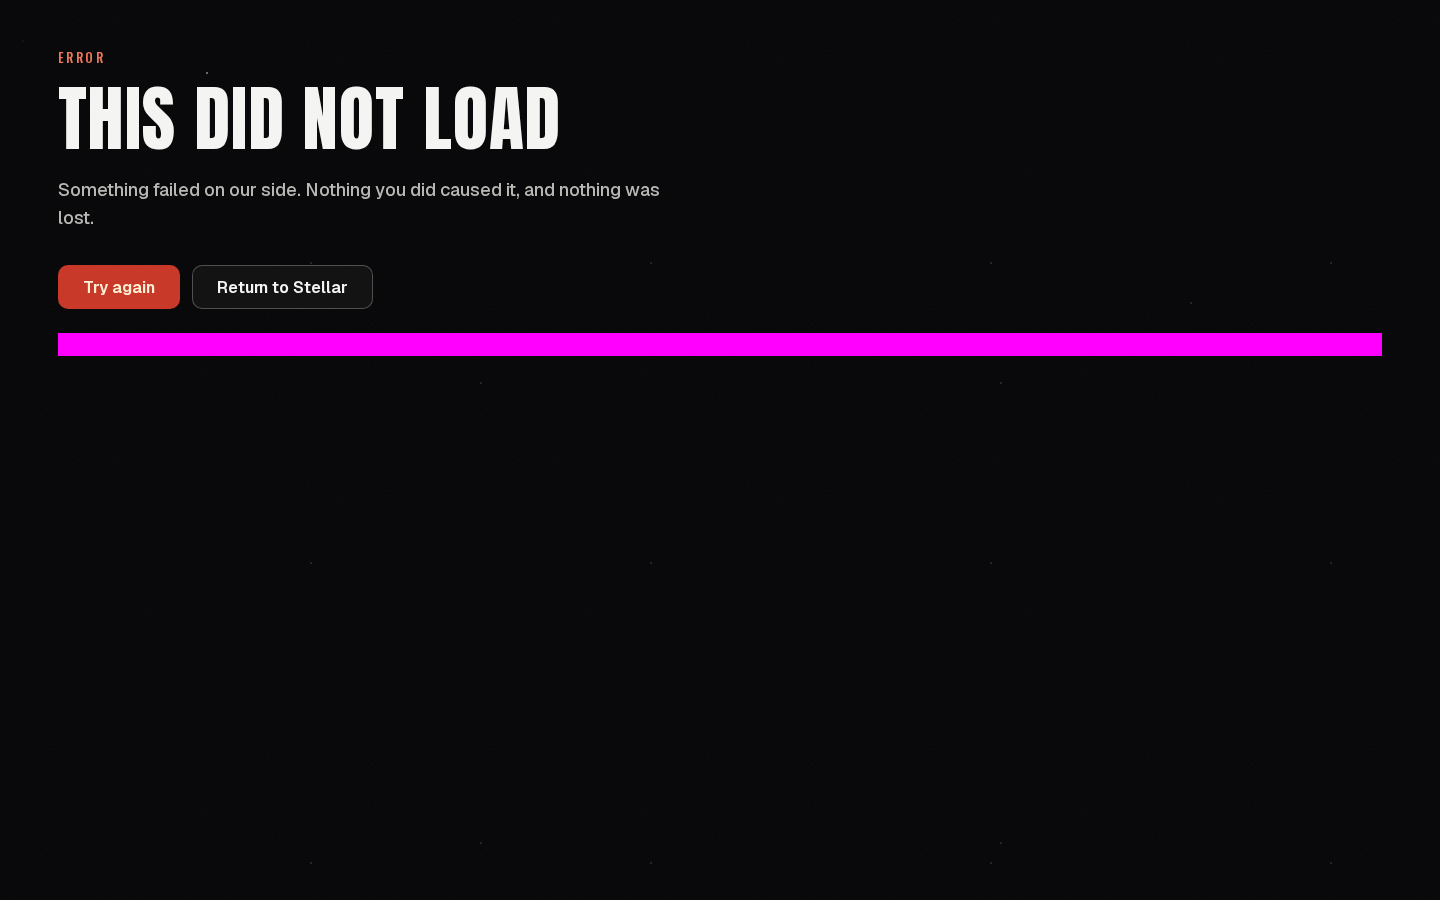 ERROR
THIS DID NOT LOAD
Something failed on our side. Nothing you did caused it, and nothing was
lost.
Try again
Return to Stellar